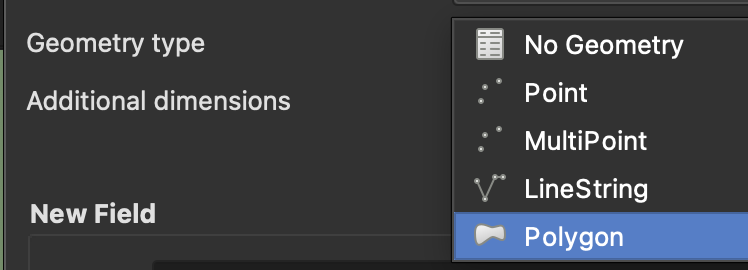 Geometry type
Additional dimensions
New Field
No Geometry
Point
MultiPoint
LineString
Polygon